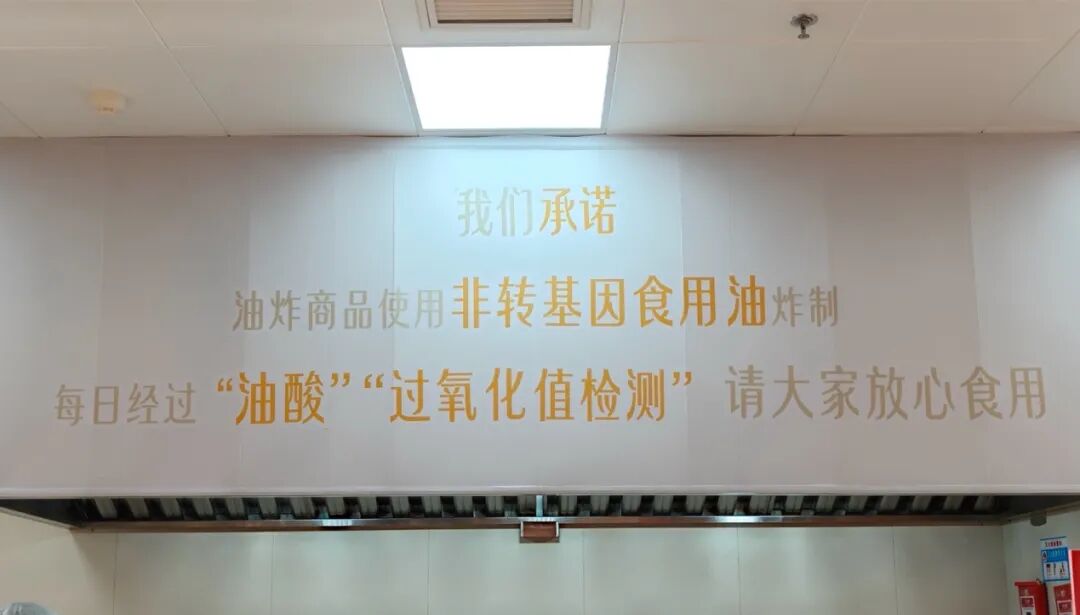 我们承诺
油炸商品使用非转基因食用油炸制
每日经过“油酸”“过氧化值检测” 请大家放心食用